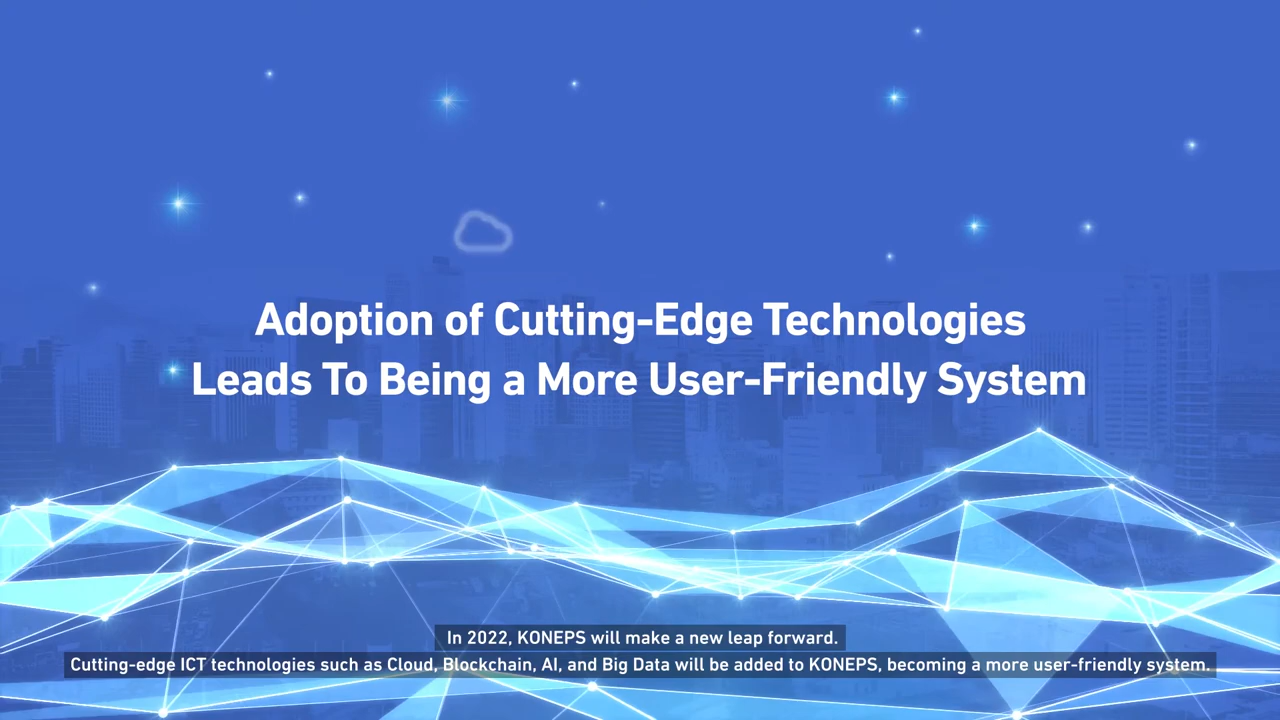 Adoption of Cutting-Edge Technologies
Leads To Being a More User-Friendly System
In 2022, KONEPS will make a new leap forward.
Cutting-edge ICT technologies such as Cloud, Blockchain, AI, and Big Data will be added to KONEPS, becoming a more user-friendly system.